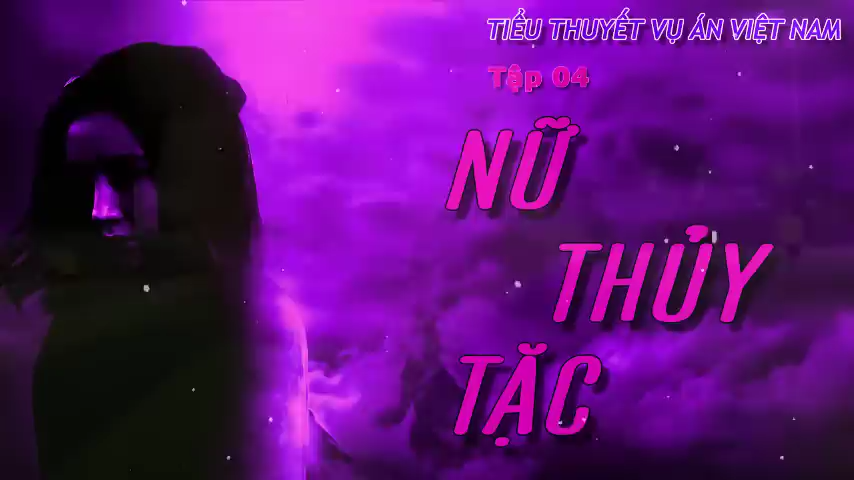 TIỂU THUYẾT VỤ ÁN VIỆT NAM
Tập 04
NỮ
THỦY
TẶC